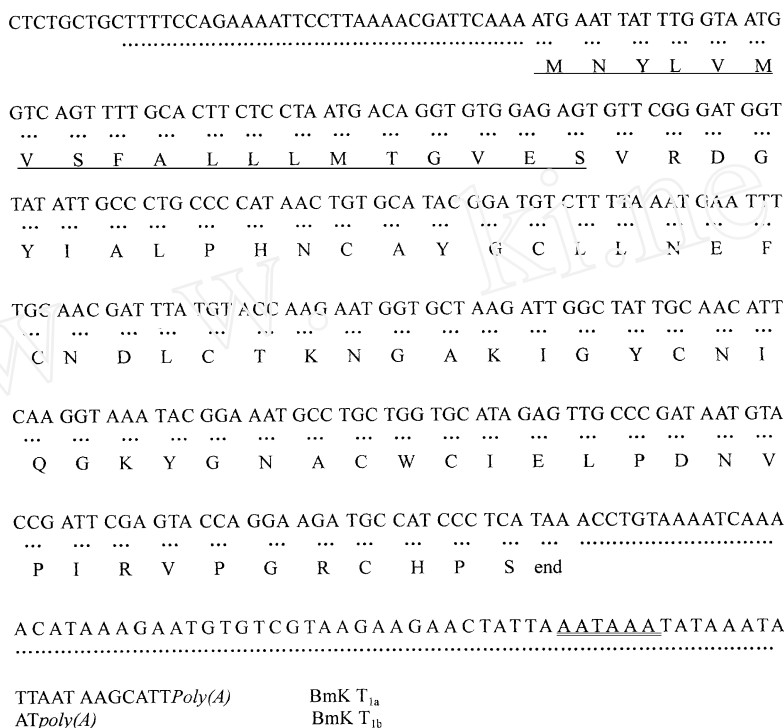 CTCTGCTGCTTTTCCAGAAAATTCCTTAAAACGATTCAAA ATG AAT TAT TTG GTA ATG
M N Y L V M
GTC AGT TTT GCA CTT CTC CTA ATG ACA GGT GTG GAG AGT GTT CGG GAT GGT
V S F A L L L M T G V E S V R D G
TAT ATT GCC CTG CCC CAT AAC TGT GCA TAC GGA TGT CTT TTA AAT GAA TTT
Y I A L P H N C A Y G C L L N E F
TGC AAC GAT TTA TGT ACC AAG AAT GGT GCT AAG ATT GGC TAT TGC AAC ATT
C N D L C T K N G A K I G Y C N I
CAA GGT AAA TAC GGA AAT GCC TGC TGG TGC ATA GAG TTG CCC GAT AAT GTA
Q G K Y G N A C W C I E L P D N V
CCG ATT CGA GTA CCA GGA AGA TGC CAT CCC TCA TAA ACCTGTAAAATCAAA
P I R V P G R C H P S end
ACATAAAGAATGTGTCGTAAGAAGAACTATTAAATAAATATAAATA
TTAAT AAGCATTPoly(A) BmK T1a
ATpoly(A) BmK T1b